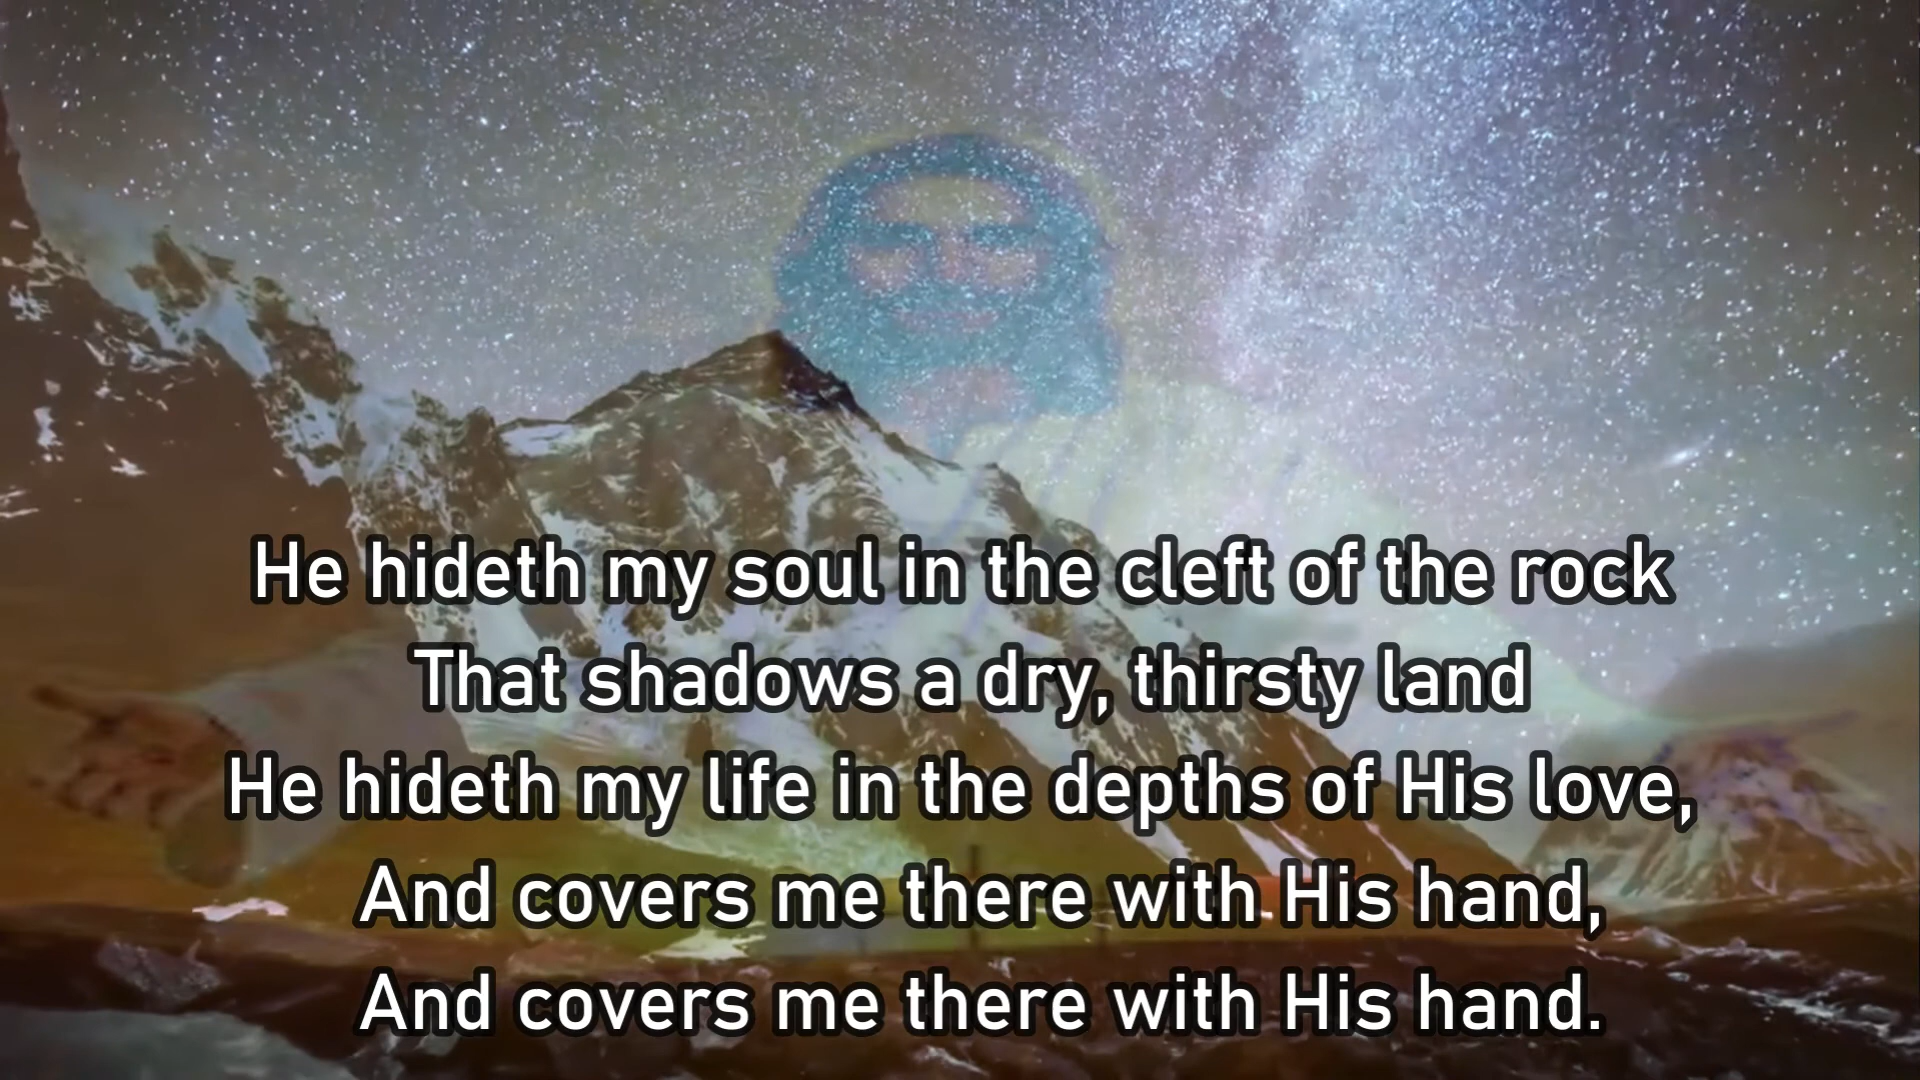 He hideth my soul in the cleft of the rock
That shadows a dry, thirsty land
He hideth my life in the depths of His love,
And covers me there with His hand,
And covers me there with His hand.